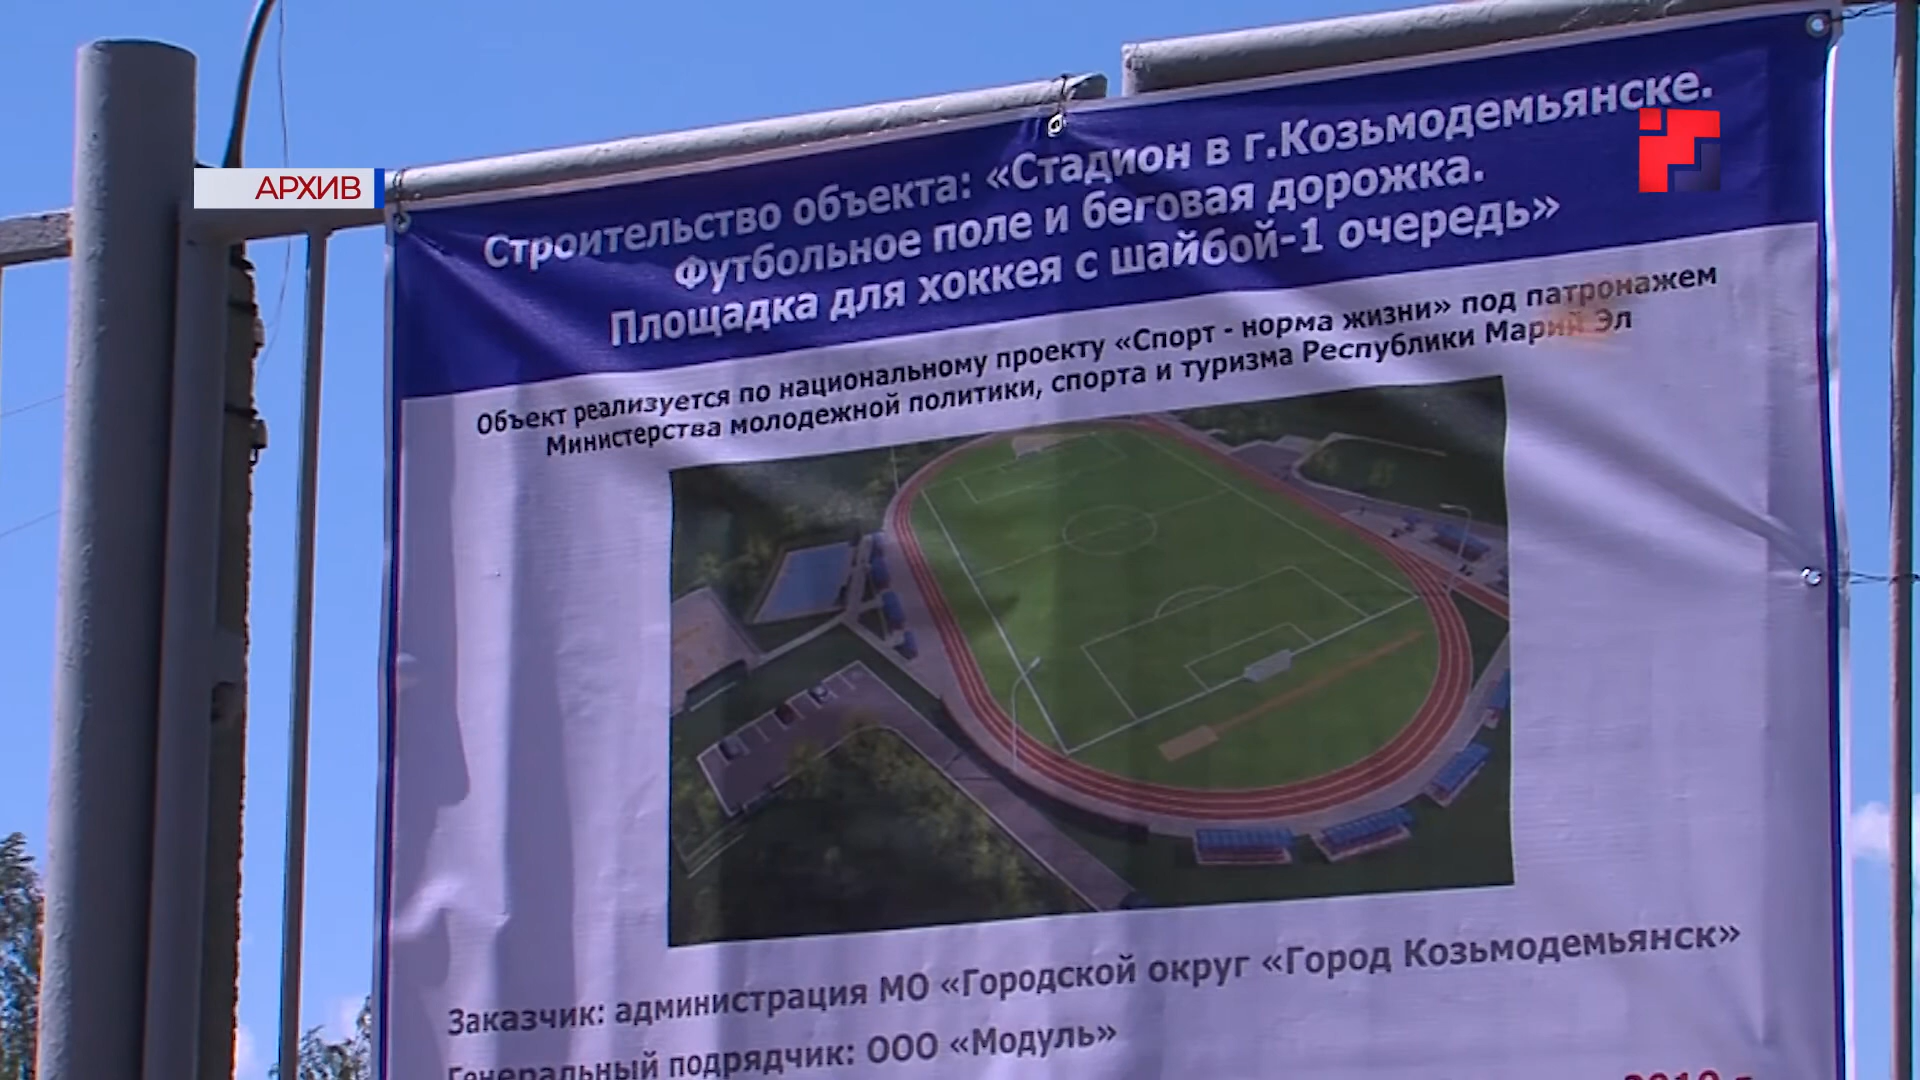 АРХИВ
Строительство объекта: «Стадион в г.Козьмодемьянске.
Футбольное поле и беговая дорожка.
Площадка для хоккея с шайбой-1 очередь»
Объект реализуется по национальному проекту «Спорт - норма жизни» под патронажем
Министерства молодежной политики, спорта и туризма Республики Марий Эл
Заказчик: администрация МО «Городской округ «Город Козьмодемьянск»
Генеральный подрядчик: ООО «Модуль»